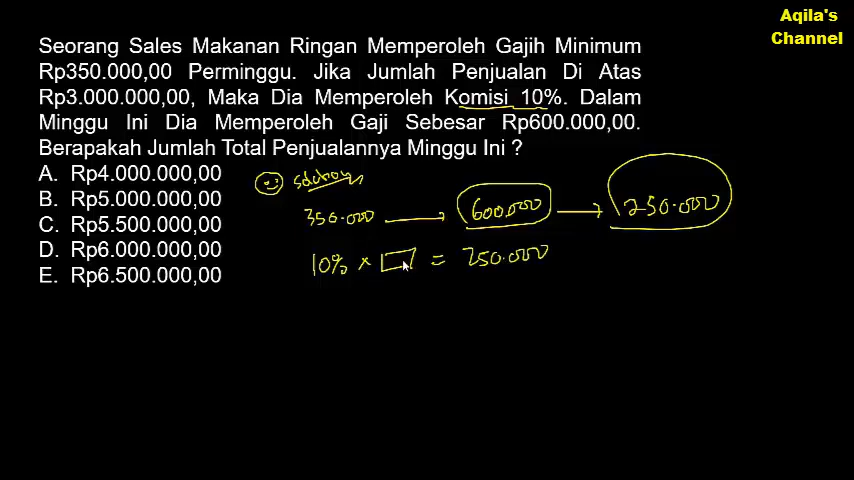 Aqila's
Channel
Seorang Sales Makanan Ringan Memperoleh Gajih Minimum
Rp350.000,00 Perminggu. Jika Jumlah Penjualan Di Atas
Rp3.000.000,00, Maka Dia Memperoleh Komisi 10%. Dalam
Minggu Ini Dia Memperoleh Gaji Sebesar Rp600.000,00.
Berapakah Jumlah Total Penjualannya Minggu Ini ?
A. Rp4.000.000,00
B. Rp5.000.000,00
C. Rp5.500.000,00
D. Rp6.000.000,00
E. Rp6.500.000,00
solution
350.000 → 600.000 → 250.000
10% × □ = 250.000